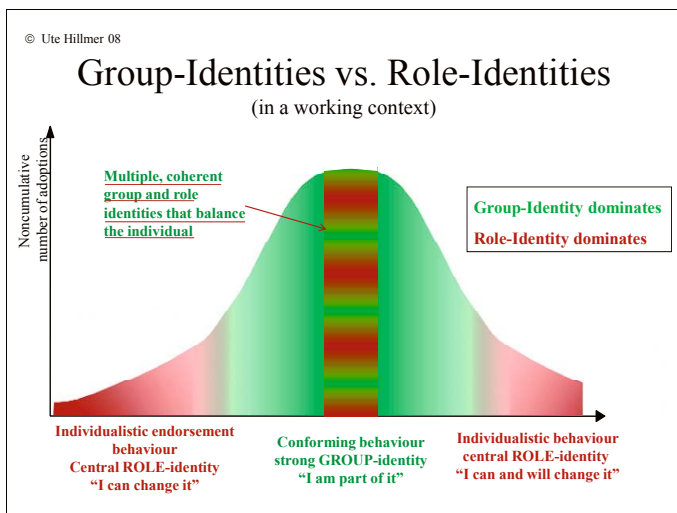 © Ute Hillmer 08
Group-Identities vs. Role-Identities
(in a working context)
Noncumulative
number of adoptions
Multiple, coherent
group and role
identities that balance
the individual
Group-Identity dominates
Role-Identity dominates
Individualistic endorsement
behaviour
Central ROLE-identity
“I can change it”
Conforming behaviour
strong GROUP-identity
“I am part of it”
Individualistic behaviour
central ROLE-identity
“I can and will change it”